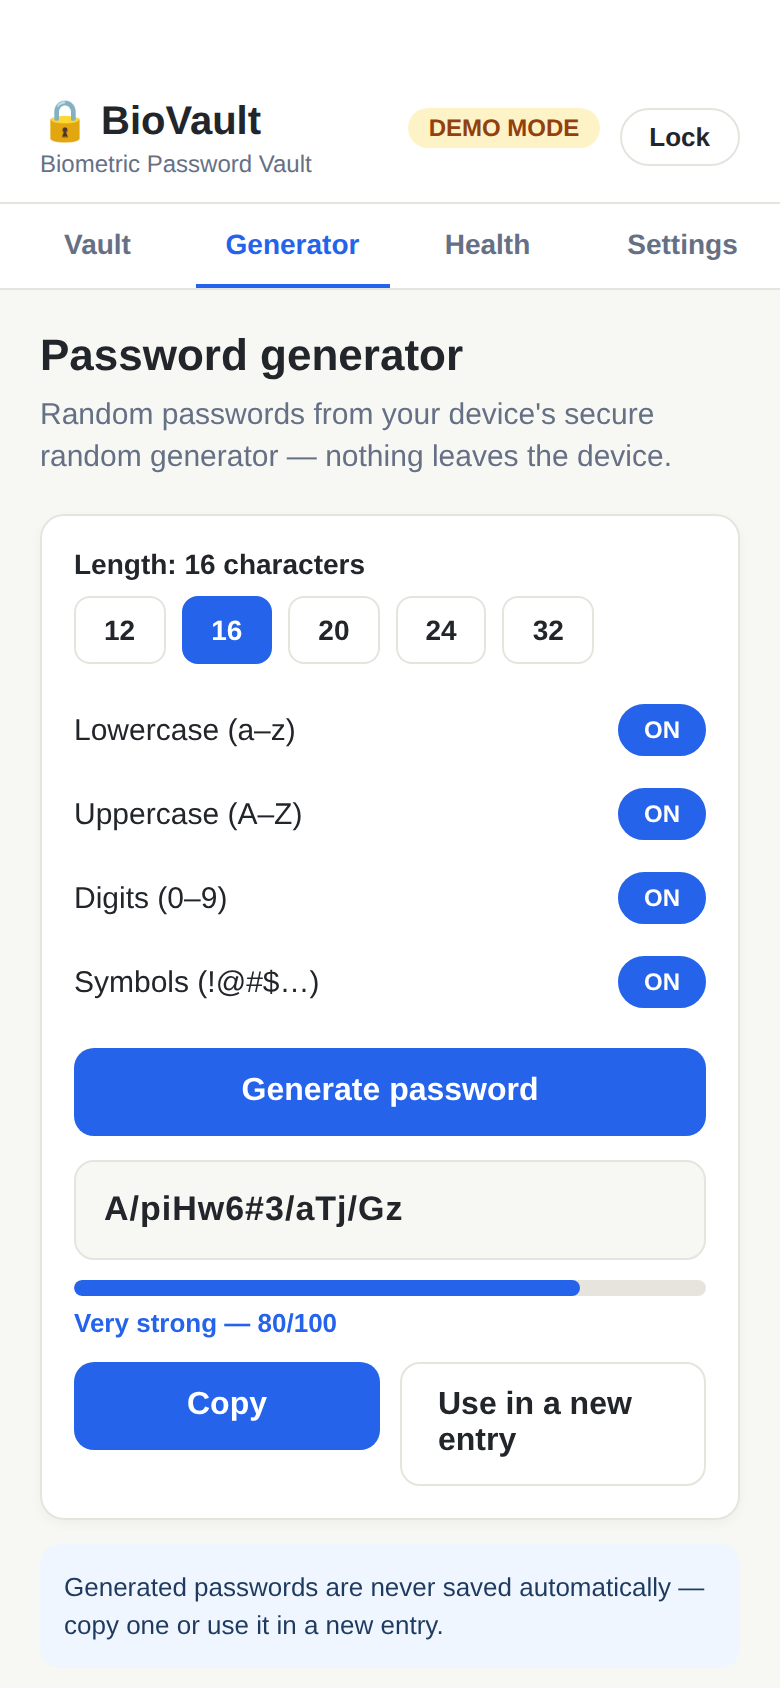 BioVault
Biometric Password Vault
DEMO MODE
Lock
Vault
Generator
Health
Settings
Password generator
Random passwords from your device's secure
random generator — nothing leaves the device.
Length: 16 characters
12
16
20
24
32
Lowercase (a–z)
ON
Uppercase (A–Z)
ON
Digits (0–9)
ON
Symbols (!@#$…)
ON
Generate password
A/piHw6#3/aTj/Gz
Very strong — 80/100
Copy
Use in a new
entry
Generated passwords are never saved automatically —
copy one or use it in a new entry.